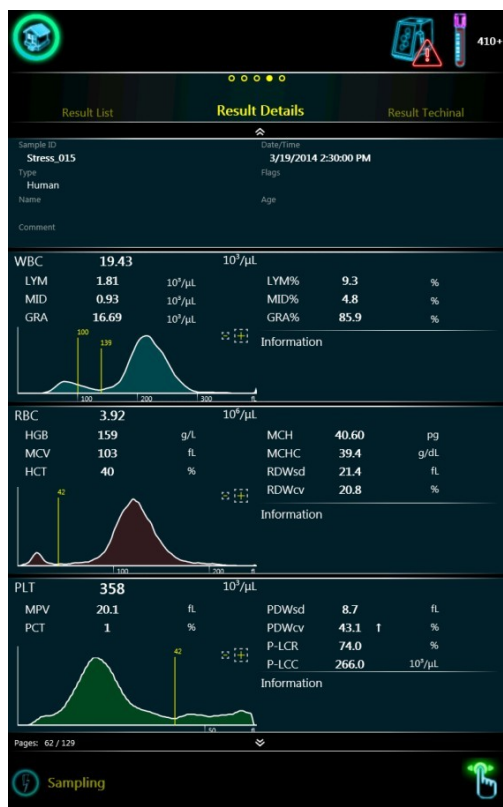 410+
Result List Result Details Result Techinal
Sample ID Date/Time
Stress_015 3/19/2014 2:30:00 PM
Type Flags
Human
Name Age
Comment
WBC 19.43 10³/µL
LYM 1.81 10³/µL LYM% 9.3 %
MID 0.93 10³/µL MID% 4.8 %
GRA 16.69 10³/µL GRA% 85.9 %
100
139
Information
100 200 300 fL
RBC 3.92 10⁶/µL
HGB 159 g/L MCH 40.60 pg
MCV 103 fL MCHC 39.4 g/dL
HCT 40 % RDWsd 21.4 fL
RDWcv 20.8 %
42
Information
100 200 fl
PLT 358 10³/µL
MPV 20.1 fL PDWsd 8.7 fL
PCT 1 % PDWcv 43.1 ↑ %
P-LCR 74.0 %
42
P-LCC 266.0 10³/µL
Information
50
Pages: 62 / 129
Sampling